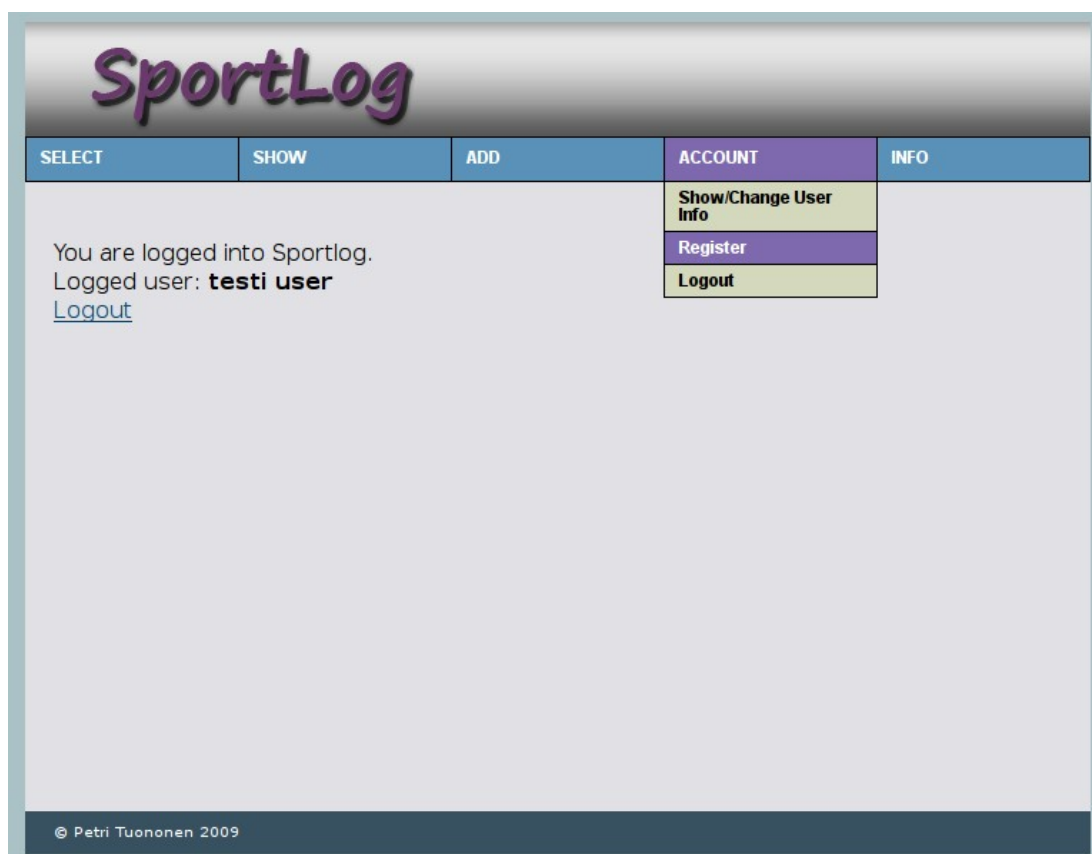 SportLog
SELECT SHOW ADD ACCOUNT INFO
Show/Change User
Info
Register
Logout
You are logged into Sportlog.
Logged user: testi user
Logout
© Petri Tuononen 2009